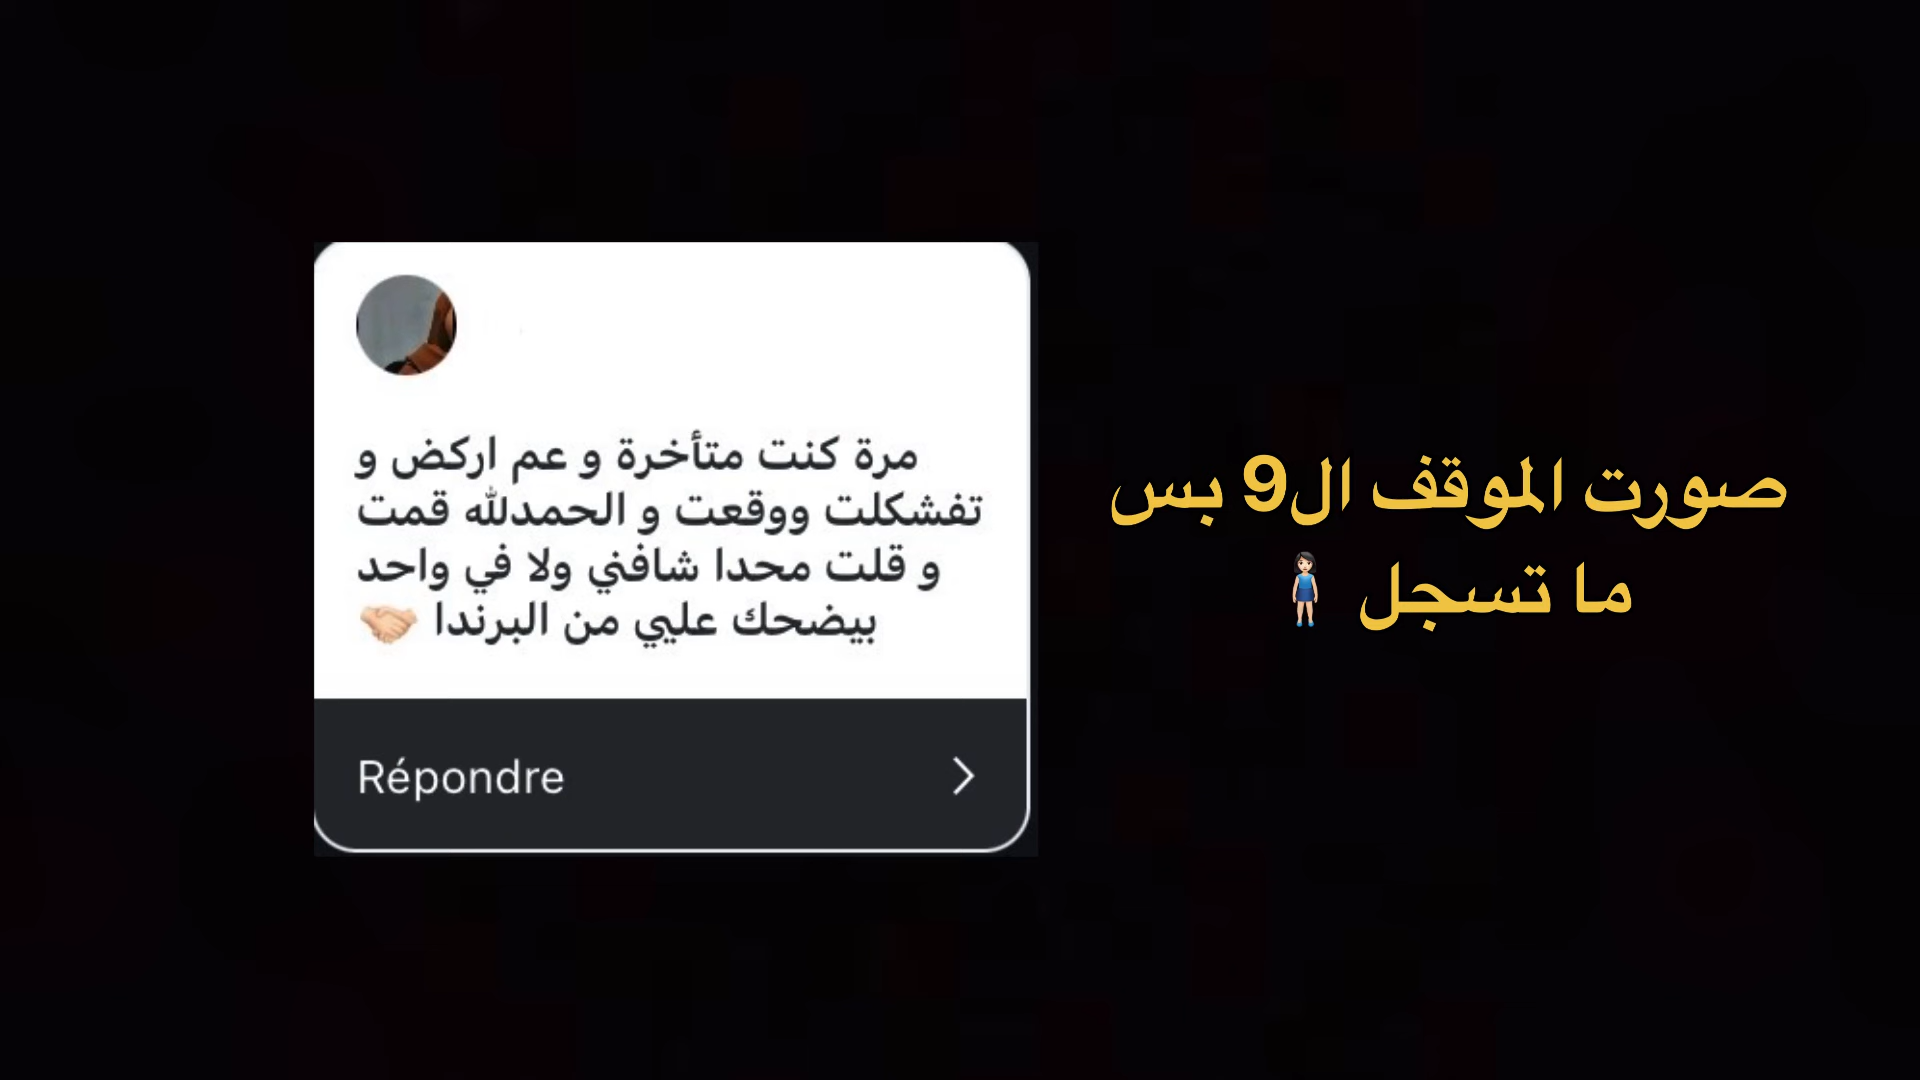 مرة كنت متأخرة و عم اركض و
تفشكلت ووقعت و الحمدلله قمت
و قلت محدا شافني ولا في واحد
بيضحك عليي من البرندا 🤝🏻
Répondre
صورت الموقف ال9 بس
ما تسجل 🧍🏻‍♀️